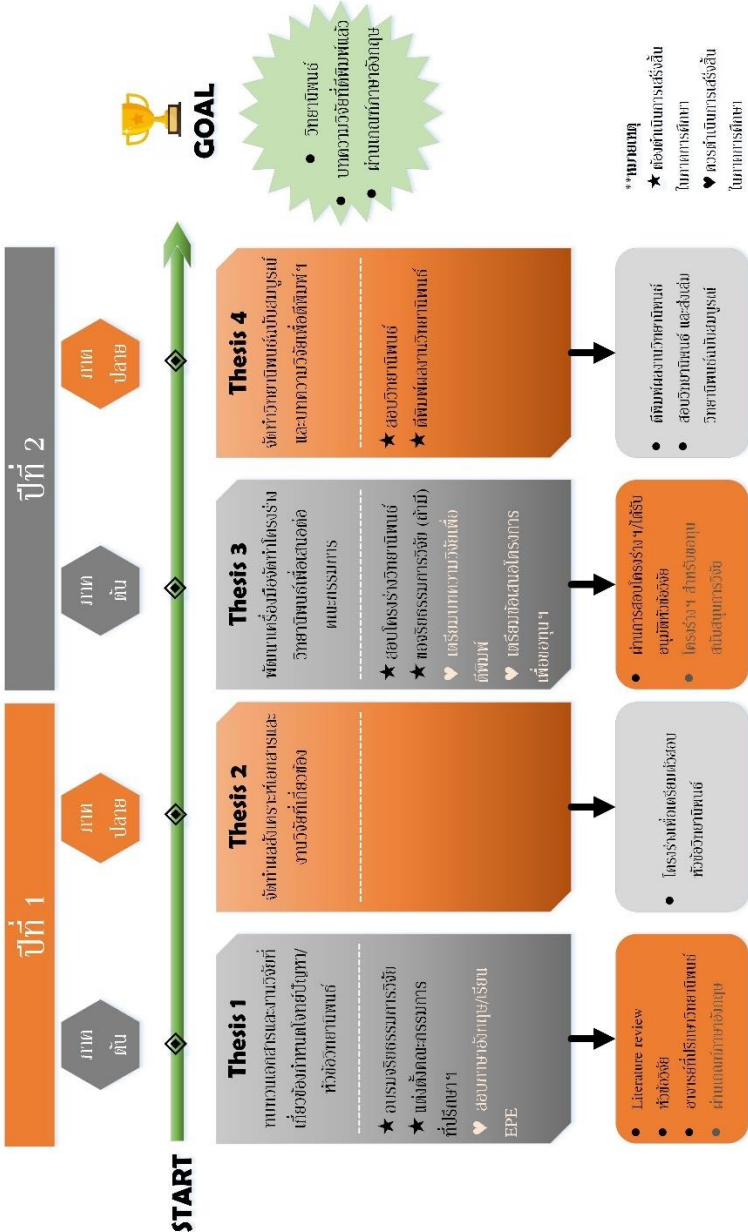 ปีที่ 1
ปีที่ 2
ภาค
ต้น
ภาค
ปลาย
ภาค
ต้น
ภาค
ปลาย
START
GOAL
Thesis 1
ทบทวนเอกสารและงานวิจัยที่
เกี่ยวข้องกำหนดโจทย์ปัญหา/
หัวข้อวิทยานิพนธ์
★ อบรมจริยธรรมการวิจัย
★ แต่งตั้งคณะกรรมการ
ที่ปรึกษาฯ
♥ สอบภาษาอังกฤษ/เรียน
EPE
● Literature review
● หัวข้อวิจัย
● อาจารย์ที่ปรึกษาวิทยานิพนธ์
● ผ่านเกณฑ์ภาษาอังกฤษ
Thesis 2
จัดทำผลสังเคราะห์เอกสารและ
งานวิจัยที่เกี่ยวข้อง
● โครงร่างเพื่อเตรียมตัวสอบ
หัวข้อวิทยานิพนธ์
Thesis 3
พัฒนาเครื่องมือจัดทำโครงร่าง
วิทยานิพนธ์เพื่อเสนอต่อ
คณะกรรมการ
★ สอบโครงร่างวิทยานิพนธ์
★ ขอจริยธรรมการวิจัย (ถ้ามี)
♥ เตรียมบทความวิจัยเพื่อ
ตีพิมพ์
♥ เตรียมข้อเสนอโครงการ
เพื่อขอทุนฯ
● ผ่านการสอบโครงร่างฯ/ได้รับ
อนุมัติหัวข้อวิจัย
● โครงร่างฯ สำหรับขอทุน
สนับสนุนการวิจัย
Thesis 4
จัดทำวิทยานิพนธ์ฉบับสมบูรณ์
และบทความวิจัยเพื่อตีพิมพ์ฯ
★ สอบวิทยานิพนธ์
★ ตีพิมพ์ผลงานวิทยานิพนธ์
● ตีพิมพ์ผลงานวิทยานิพนธ์
● สอบวิทยานิพนธ์ และส่งเล่ม
วิทยานิพนธ์ฉบับสมบูรณ์
● วิทยานิพนธ์
● บทความวิจัยที่ตีพิมพ์แล้ว
● ผ่านเกณฑ์ภาษาอังกฤษ
**หมายเหตุ
★ ต้องดำเนินการเสร็จสิ้น
ในภาคการศึกษา
♥ ควรดำเนินการเสร็จสิ้น
ในภาคการศึกษา